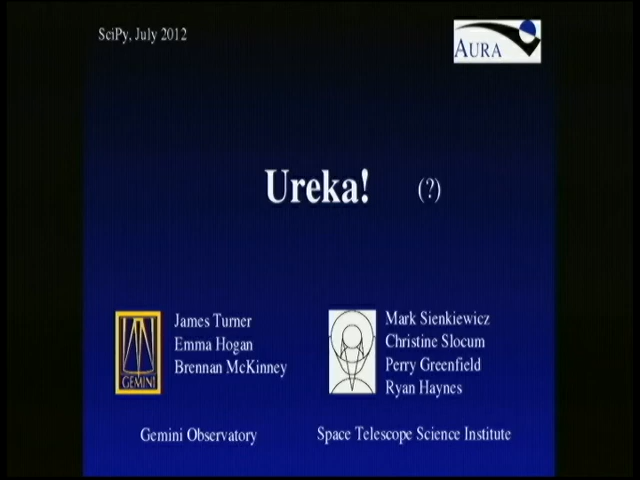 SciPy, July 2012
AURA
Ureka! (?)
James Turner
Emma Hogan
Brennan McKinney
GEMINI
Mark Sienkiewicz
Christine Slocum
Perry Greenfield
Ryan Haynes
Gemini Observatory
Space Telescope Science Institute